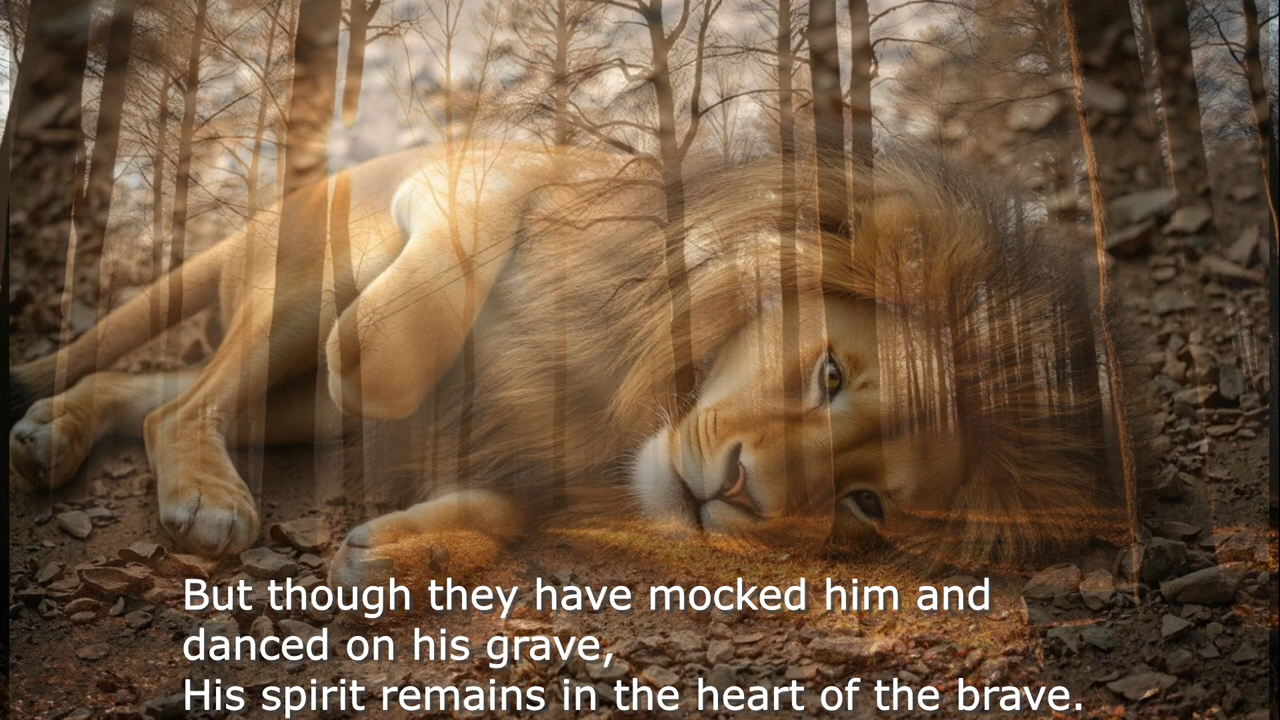 But though they have mocked him and
danced on his grave,
His spirit remains in the heart of the brave.